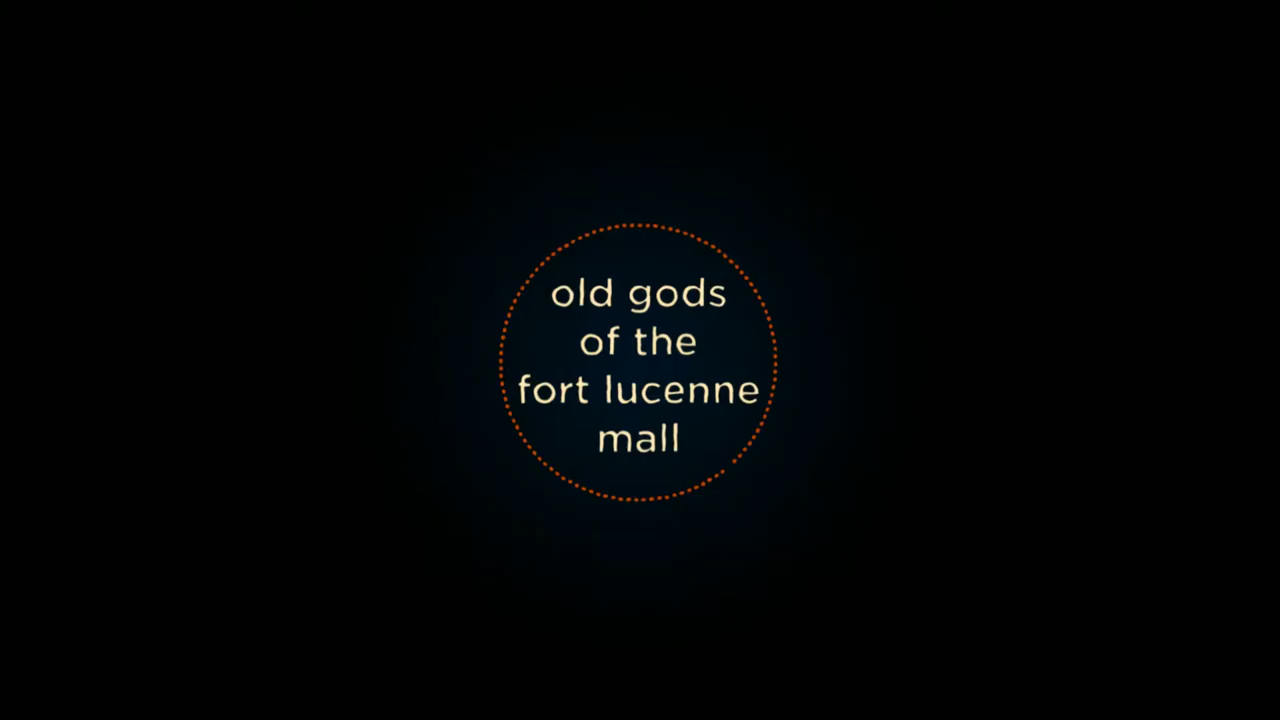 old gods
of the
fort lucenne
mall